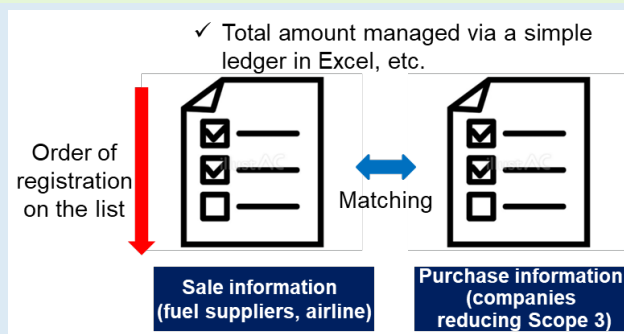 ✓ Total amount managed via a simple
ledger in Excel, etc.
Order of
registration
on the list
Matching
Sale information
(fuel suppliers, airline)
Purchase information
(companies
reducing Scope 3)